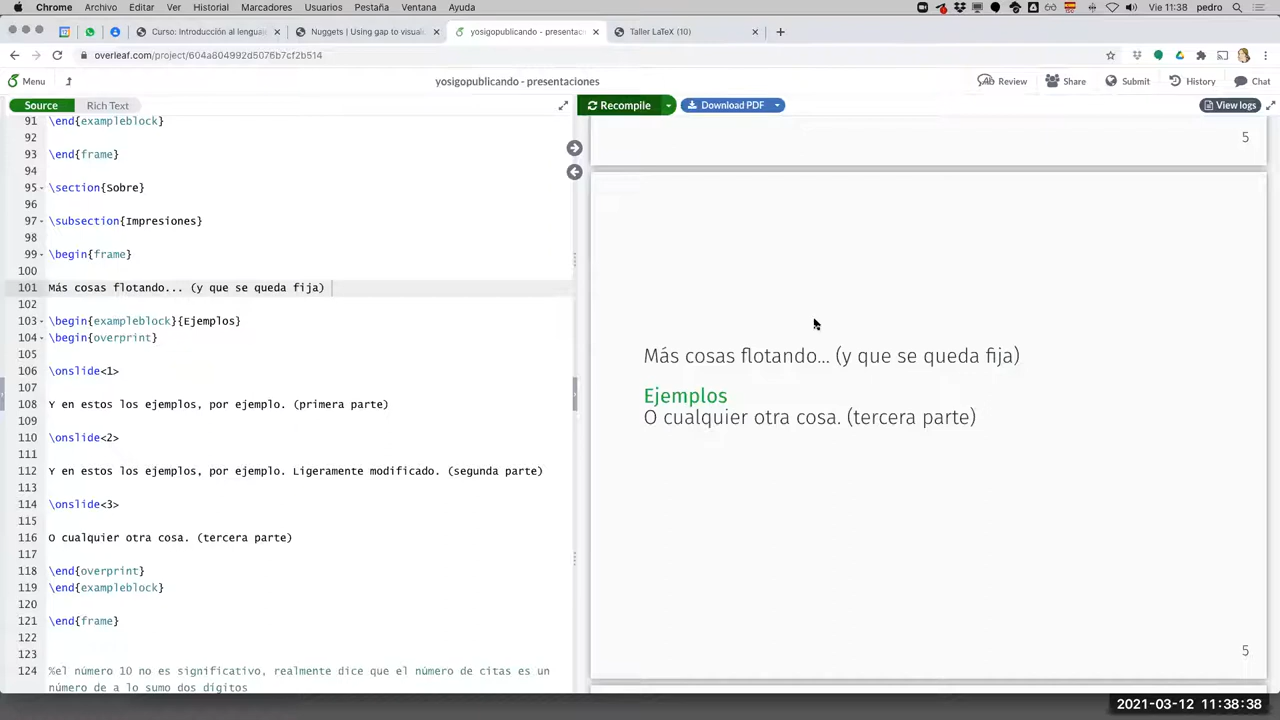 Chrome Archivo Editar Ver Historial Marcadores Usuarios Pestaña Ventana Ayuda Vie 11:38 pedro
Curso: Introducción al lenguaj Nuggets | Using gap to visualiz yosigopublicando - presentacio Taller LaTeX (10)
overleaf.com/project/604a804992d5076b7cf2b514
Menu yosigopublicando - presentaciones Review Share Submit History Chat
Source Rich Text Recompile Download PDF View logs
91 \end{exampleblock}
92
93 \end{frame}
94
95 \section{Sobre}
96
97 \subsection{Impresiones}
98
99 \begin{frame}
100
101 Más cosas flotando... (y que se queda fija)
102
103 \begin{exampleblock}{Ejemplos}
104 \begin{overprint}
105
106 \onslide<1>
107
108 Y en estos los ejemplos, por ejemplo. (primera parte)
109
110 \onslide<2>
111
112 Y en estos los ejemplos, por ejemplo. Ligeramente modificado. (segunda parte)
113
114 \onslide<3>
115
116 O cualquier otra cosa. (tercera parte)
117
118 \end{overprint}
119 \end{exampleblock}
120
121 \end{frame}
122
123
124 %el número 10 no es significativo, realmente dice que el número de citas es un
número de a lo sumo dos dígitos
5
Más cosas flotando... (y que se queda fija)
Ejemplos
O cualquier otra cosa. (tercera parte)
5
2021-03-12 11:38:38